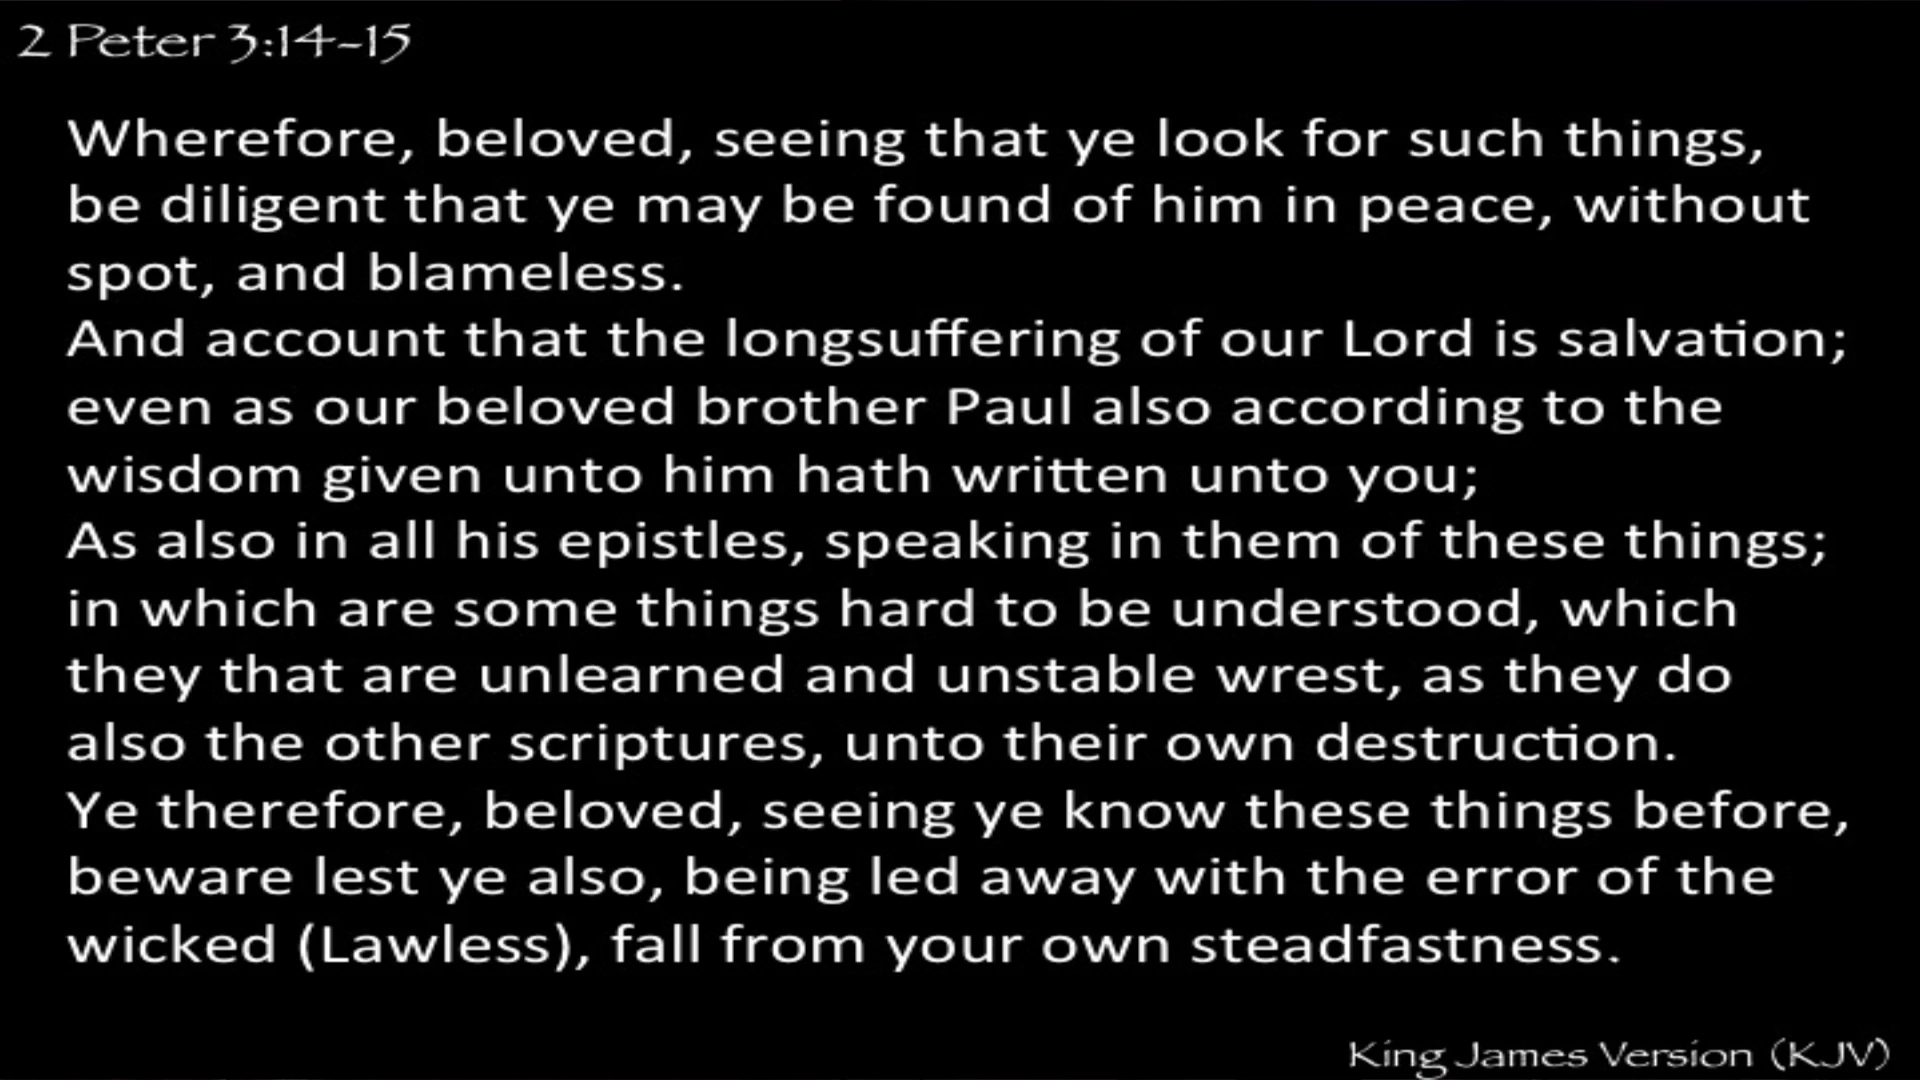 2 Peter 3:14-15
Wherefore, beloved, seeing that ye look for such things,
be diligent that ye may be found of him in peace, without
spot, and blameless.
And account that the longsuffering of our Lord is salvation;
even as our beloved brother Paul also according to the
wisdom given unto him hath written unto you;
As also in all his epistles, speaking in them of these things;
in which are some things hard to be understood, which
they that are unlearned and unstable wrest, as they do
also the other scriptures, unto their own destruction.
Ye therefore, beloved, seeing ye know these things before,
beware lest ye also, being led away with the error of the
wicked (Lawless), fall from your own steadfastness.
King James Version (KJV)